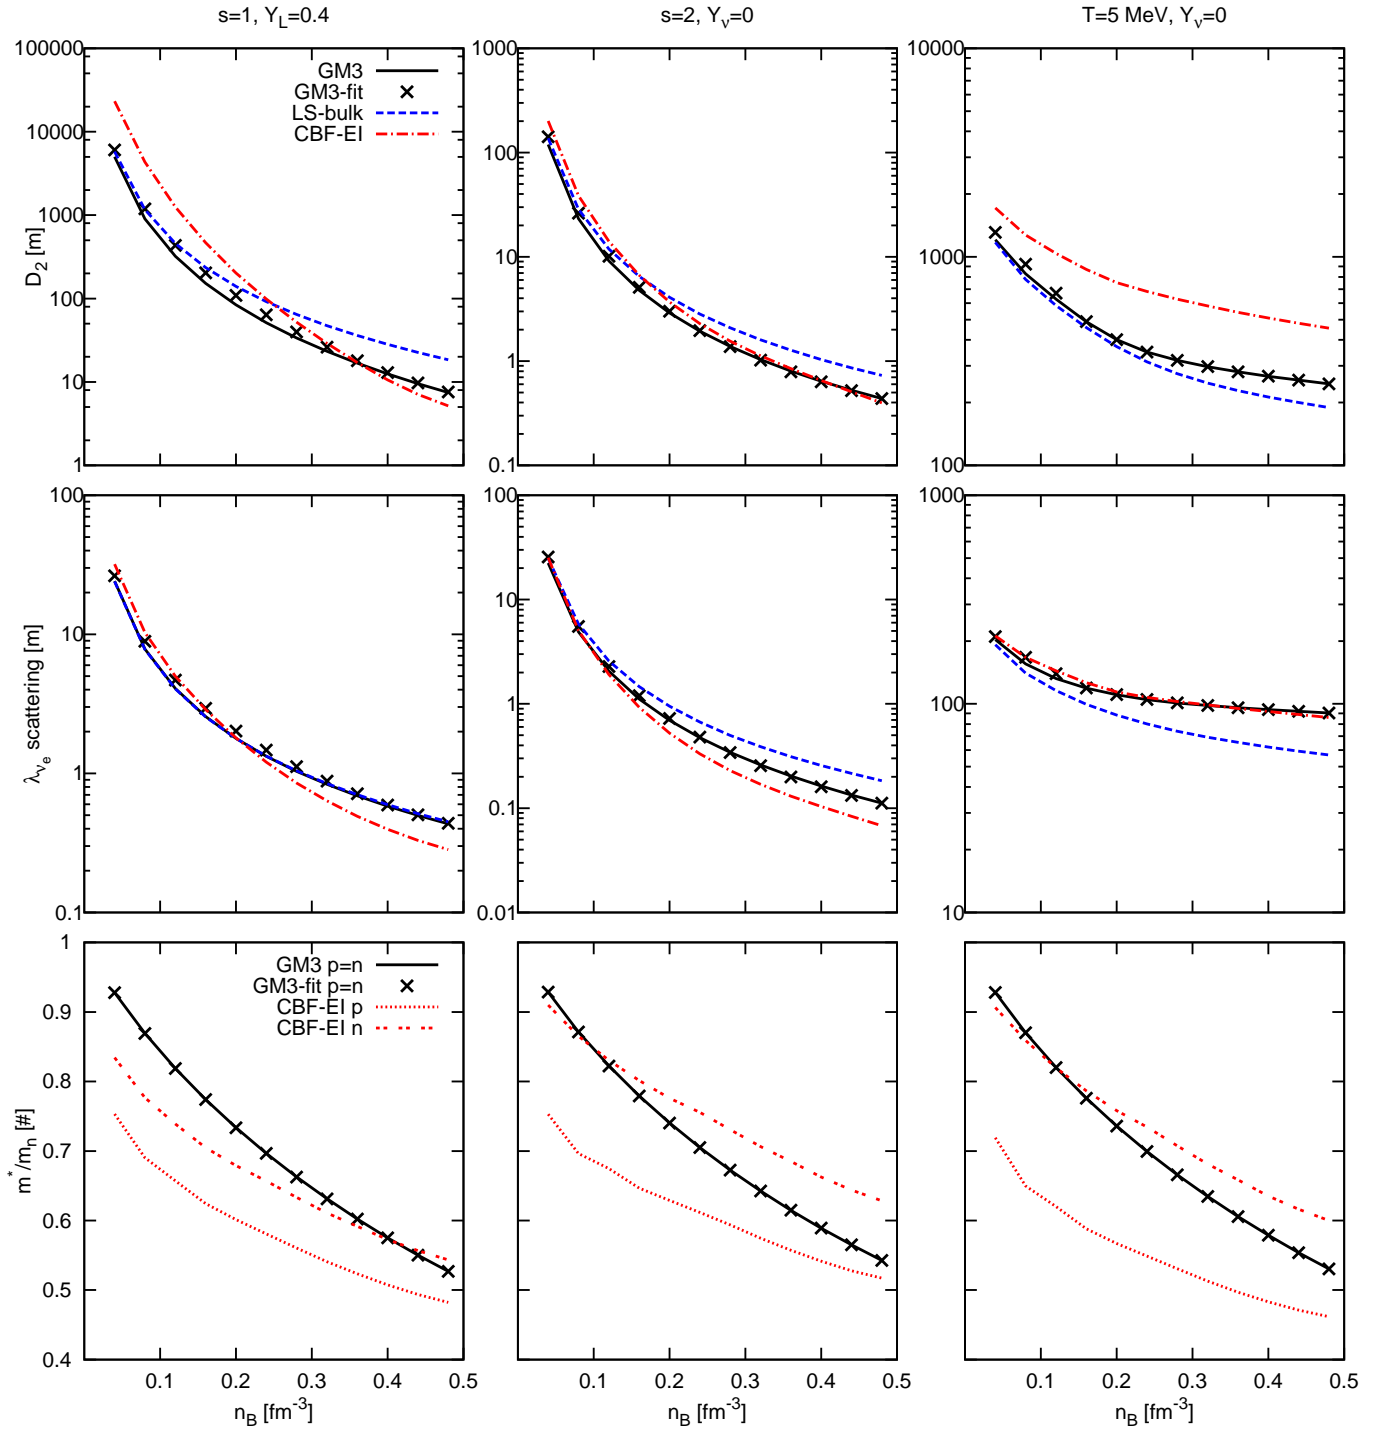 s=1, Y_L=0.4
s=2, Y_ν=0
T=5 MeV, Y_ν=0
D_2 [m]
100000
10000
1000
100
10
1
GM3
GM3-fit
LS-bulk
CBF-EI
1000
100
10
1
0.1
10000
1000
100
λ_ν_e scattering [m]
100
10
1
0.1
100
10
1
0.1
0.01
1000
100
10
m^*/m_n [#]
1
0.9
0.8
0.7
0.6
0.5
0.4
GM3 p=n
GM3-fit p=n
CBF-EI p
CBF-EI n
0.1 0.2 0.3 0.4 0.5
n_B [fm^-3]
0.1 0.2 0.3 0.4 0.5
n_B [fm^-3]
0.1 0.2 0.3 0.4 0.5
n_B [fm^-3]